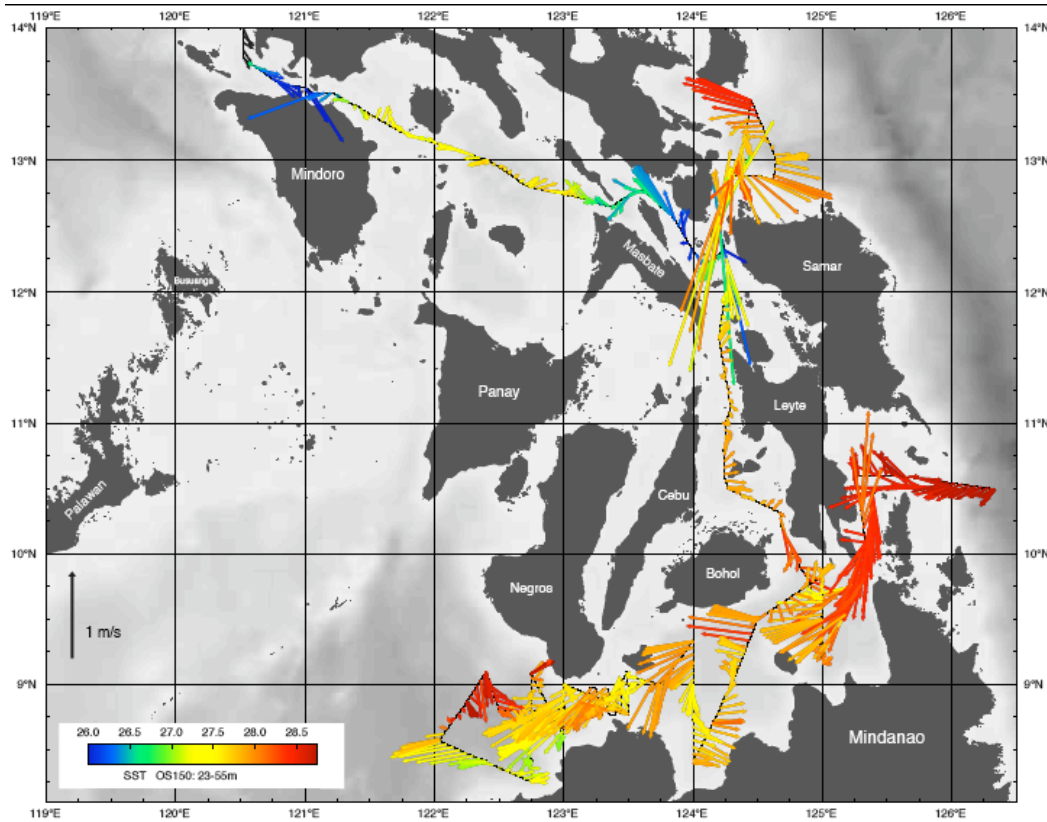 119°E 120°E 121°E 122°E 123°E 124°E 125°E 126°E
14°N 14°N
13°N 13°N
Mindoro
Masbate
Samar
Busuanga
12°N 12°N
Panay
Leyte
11°N 11°N
Cebu
Palawan
10°N 10°N
Negros
Bohol
1 m/s
9°N 9°N
26.0 26.5 27.0 27.5 28.0 28.5
SST OS150: 23-55m
Mindanao
119°E 120°E 121°E 122°E 123°E 124°E 125°E 126°E